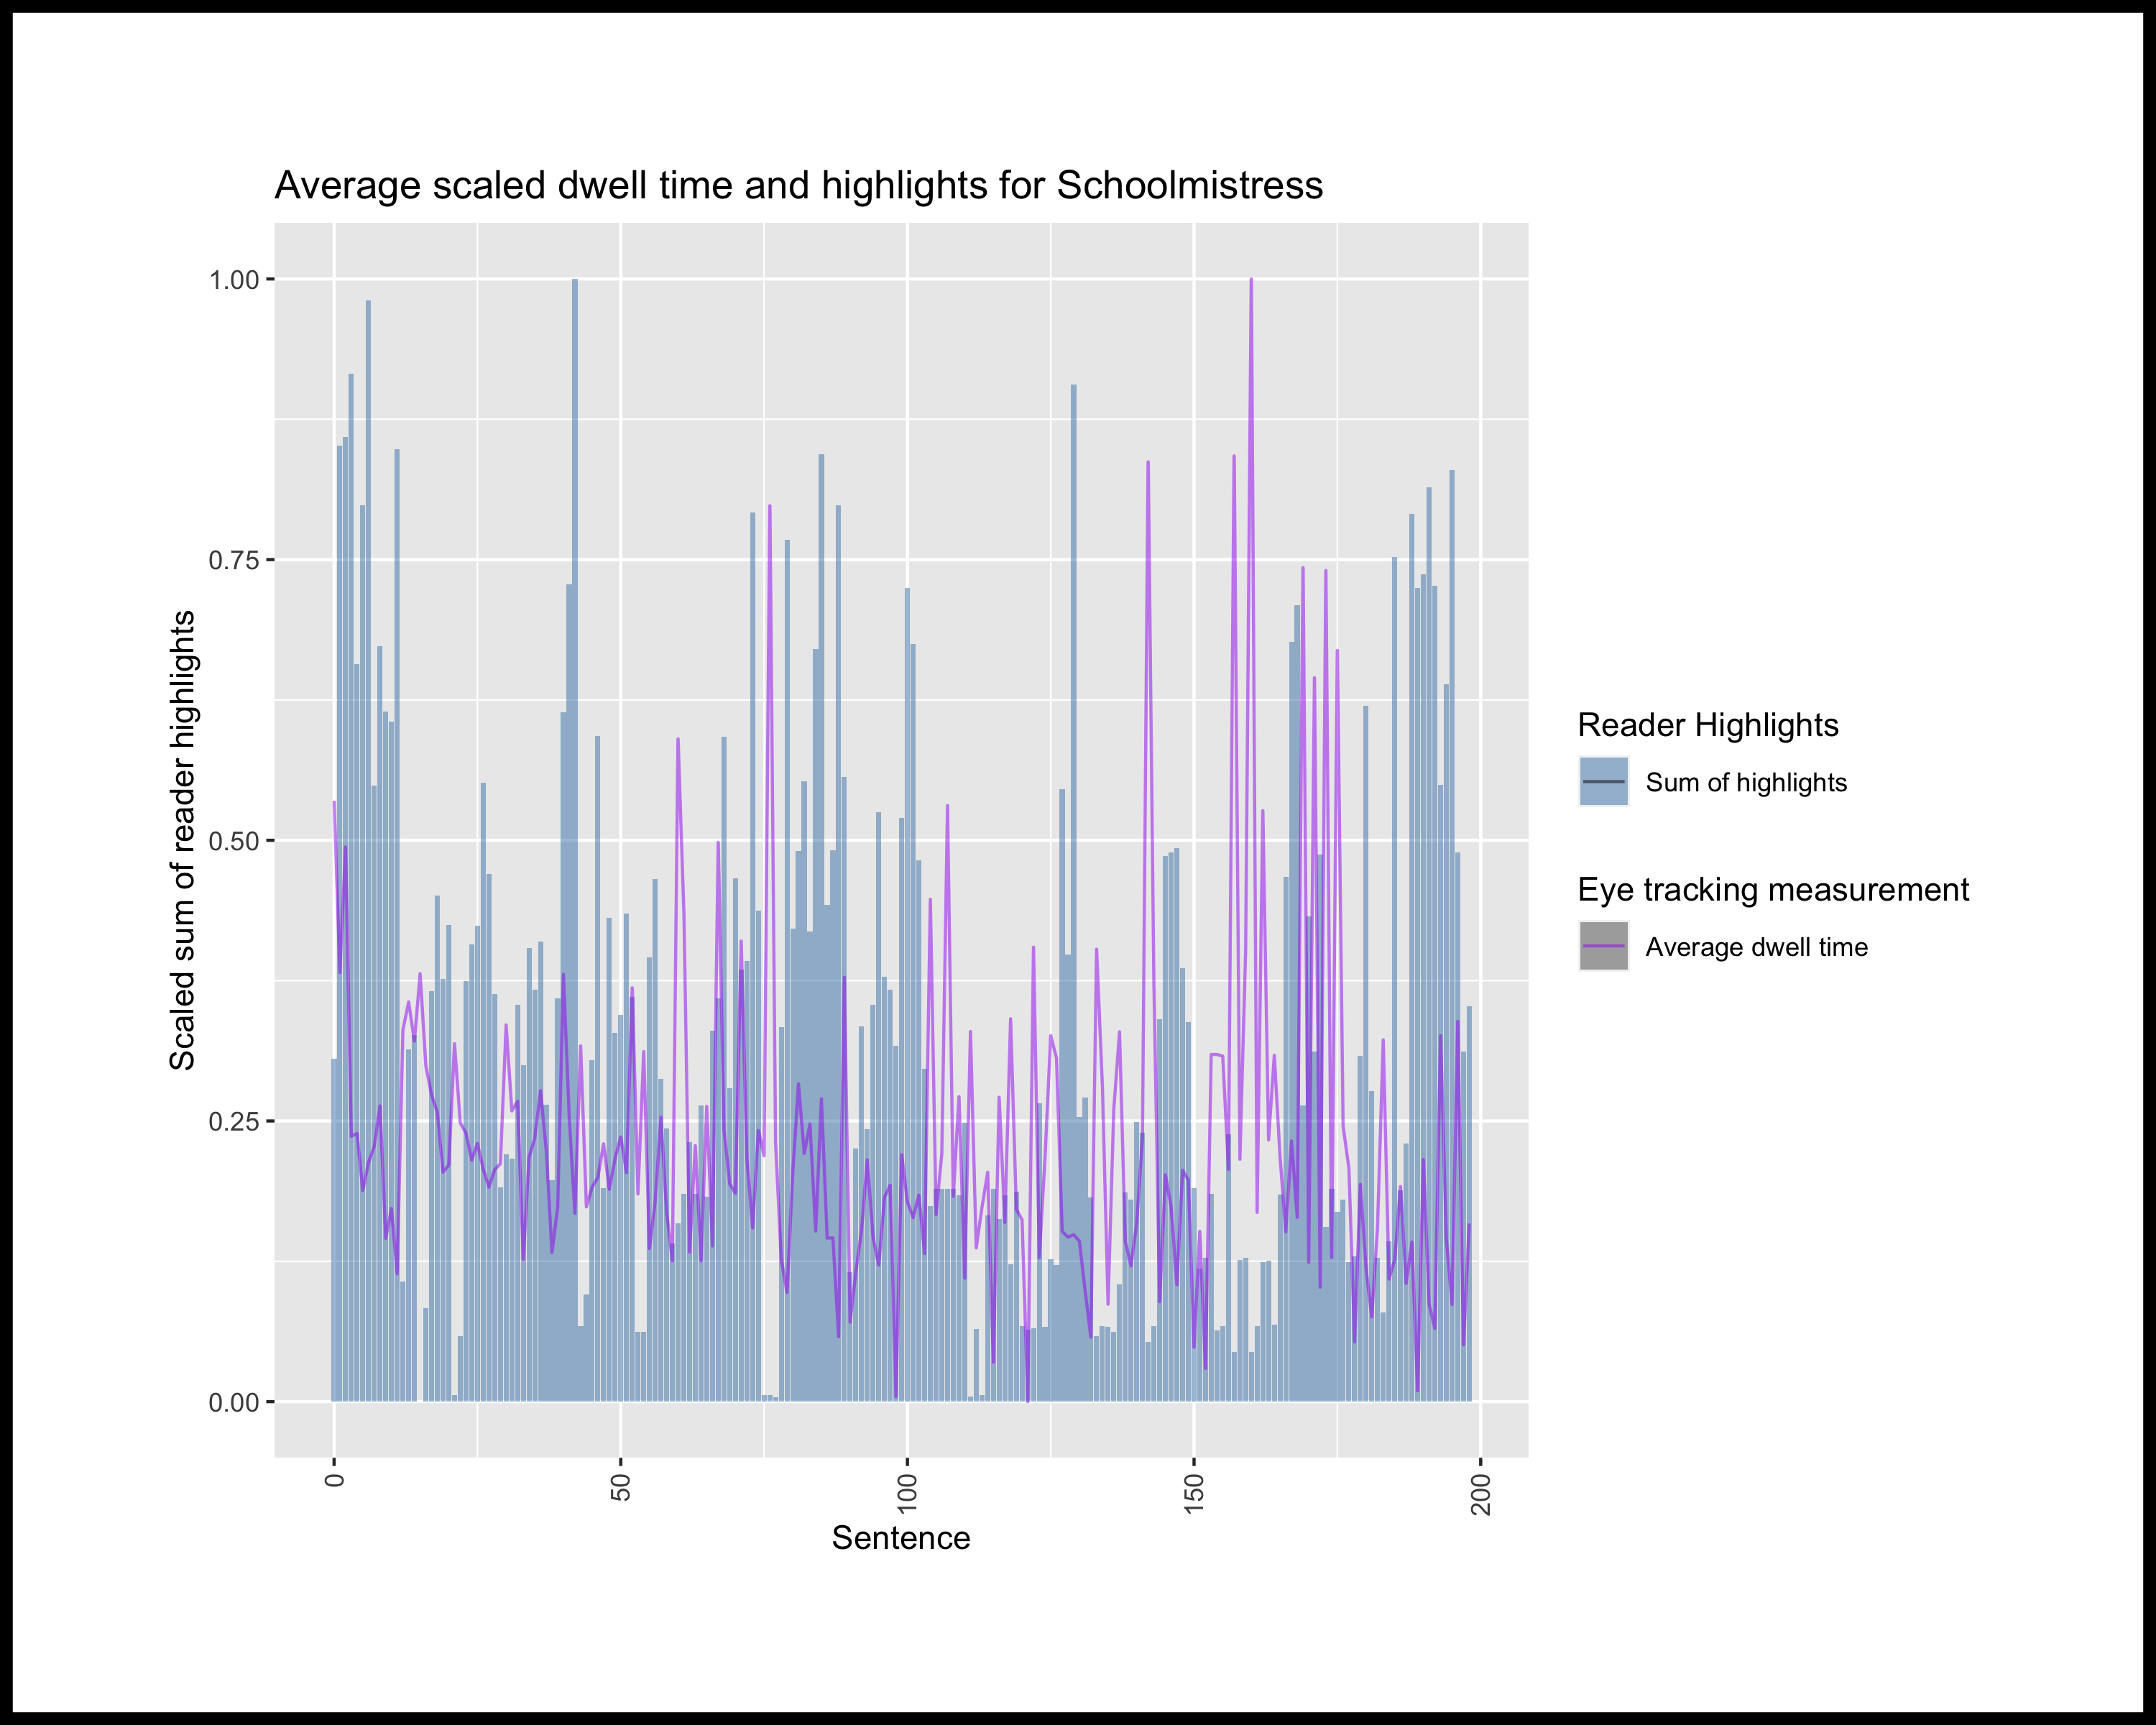 Average scaled dwell time and highlights for Schoolmistress
Scaled sum of reader highlights
1.00
0.75
0.50
0.25
0.00
0
50
100
150
200
Sentence
Reader Highlights
Sum of highlights
Eye tracking measurement
Average dwell time